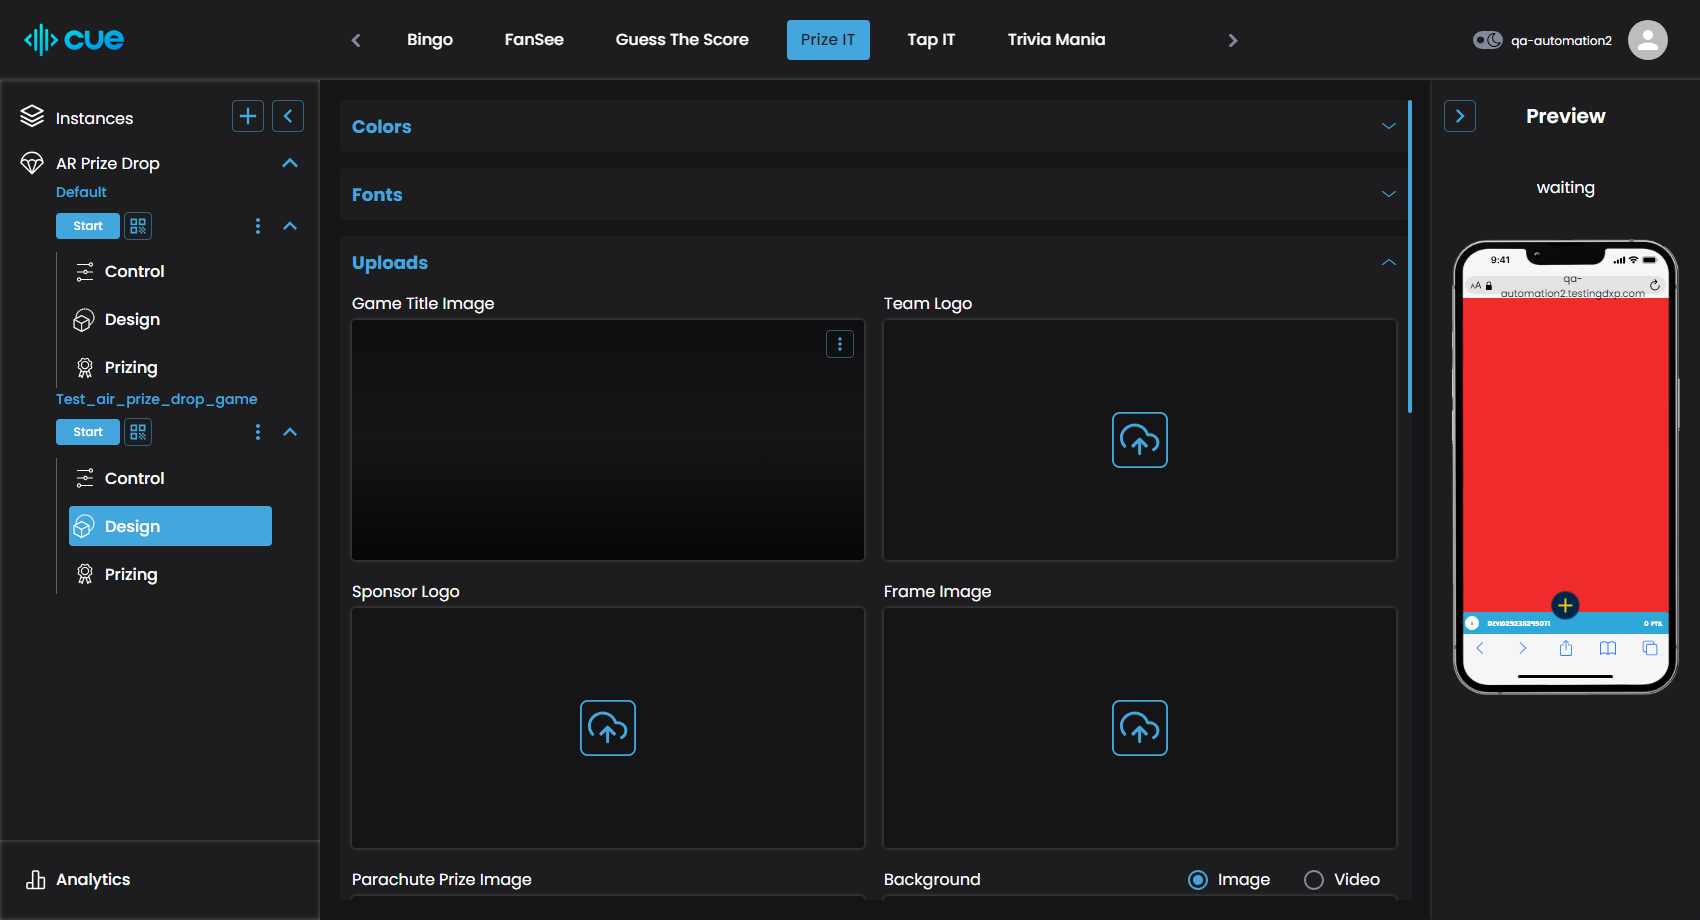 cue
Bingo
FanSee
Guess The Score
Prize IT
Tap IT
Trivia Mania
qa-automation2
Instances
AR Prize Drop
Default
Start
Control
Design
Prizing
Test_air_prize_drop_game
Start
Control
Design
Prizing
Analytics
Colors
Fonts
Uploads
Game Title Image
Team Logo
Sponsor Logo
Frame Image
Parachute Prize Image
Background
Image
Video
Preview
waiting
9:41
AA
qa-
automation2.testingdxp.com
0 PTS.